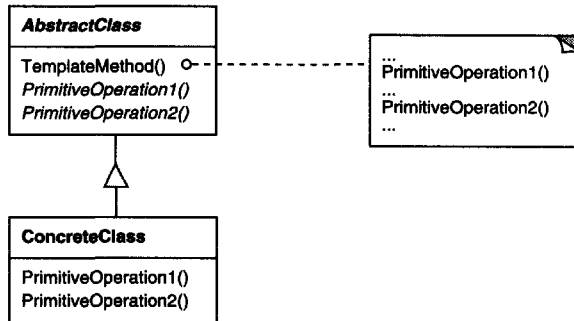 AbstractClass
TemplateMethod()
PrimitiveOperation1()
PrimitiveOperation2()
...
PrimitiveOperation1()
...
PrimitiveOperation2()
...
ConcreteClass
PrimitiveOperation1()
PrimitiveOperation2()